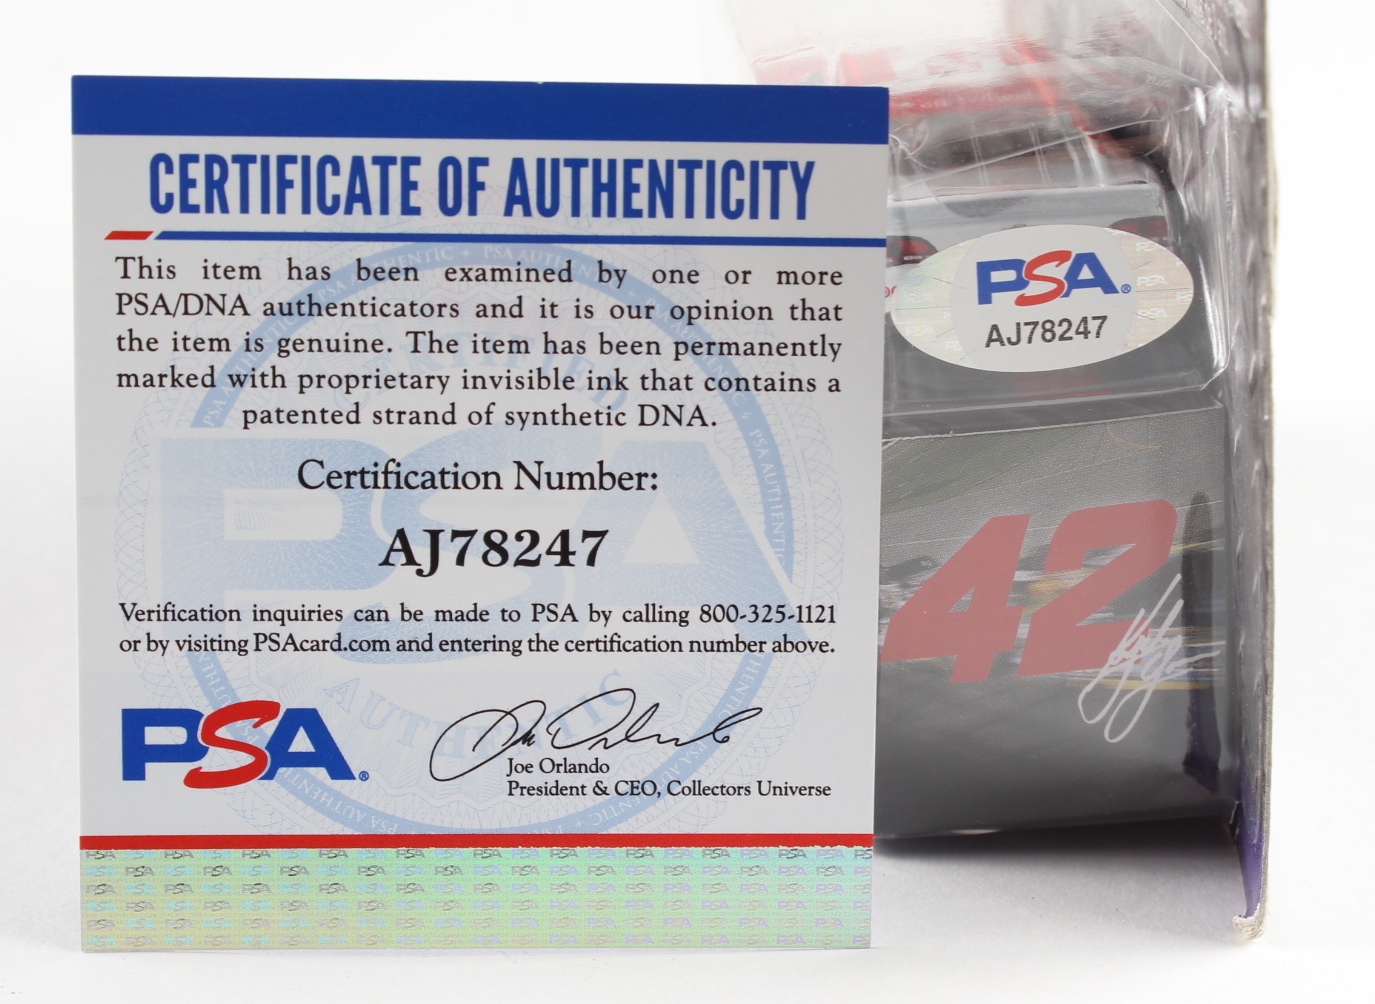 CERTIFICATE OF AUTHENTICITY
This item has been examined by one or more
PSA/DNA authenticators and it is our opinion that
the item is genuine. The item has been permanently
marked with proprietary invisible ink that contains a
patented strand of synthetic DNA.
Certification Number:
AJ78247
Verification inquiries can be made to PSA by calling 800-325-1121
or by visiting PSAcard.com and entering the certification number above.
PSA®
Joe Orlando
President & CEO, Collectors Universe
PSA®
AJ78247
42